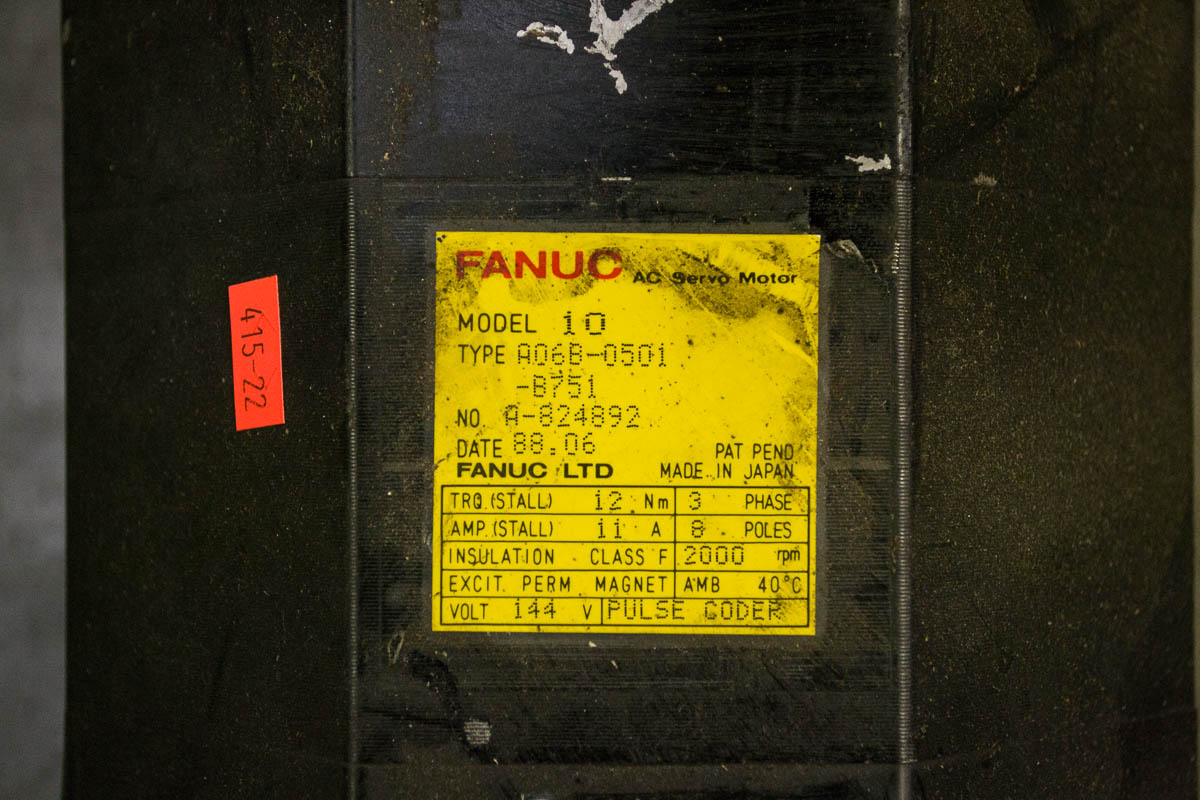 FANUC AC Servo Motor
MODEL 10
TYPE A06B-0501
-B751
NO. A-824892
DATE 88.06
PAT PEND
FANUC LTD MADE IN JAPAN
TRQ.(STALL) 12 Nm 3 PHASE
AMP.(STALL) 11 A 8 POLES
INSULATION CLASS F 2000 rpm
EXCIT. PERM MAGNET AMB 40°C
VOLT 144 V PULSE CODER
415-22